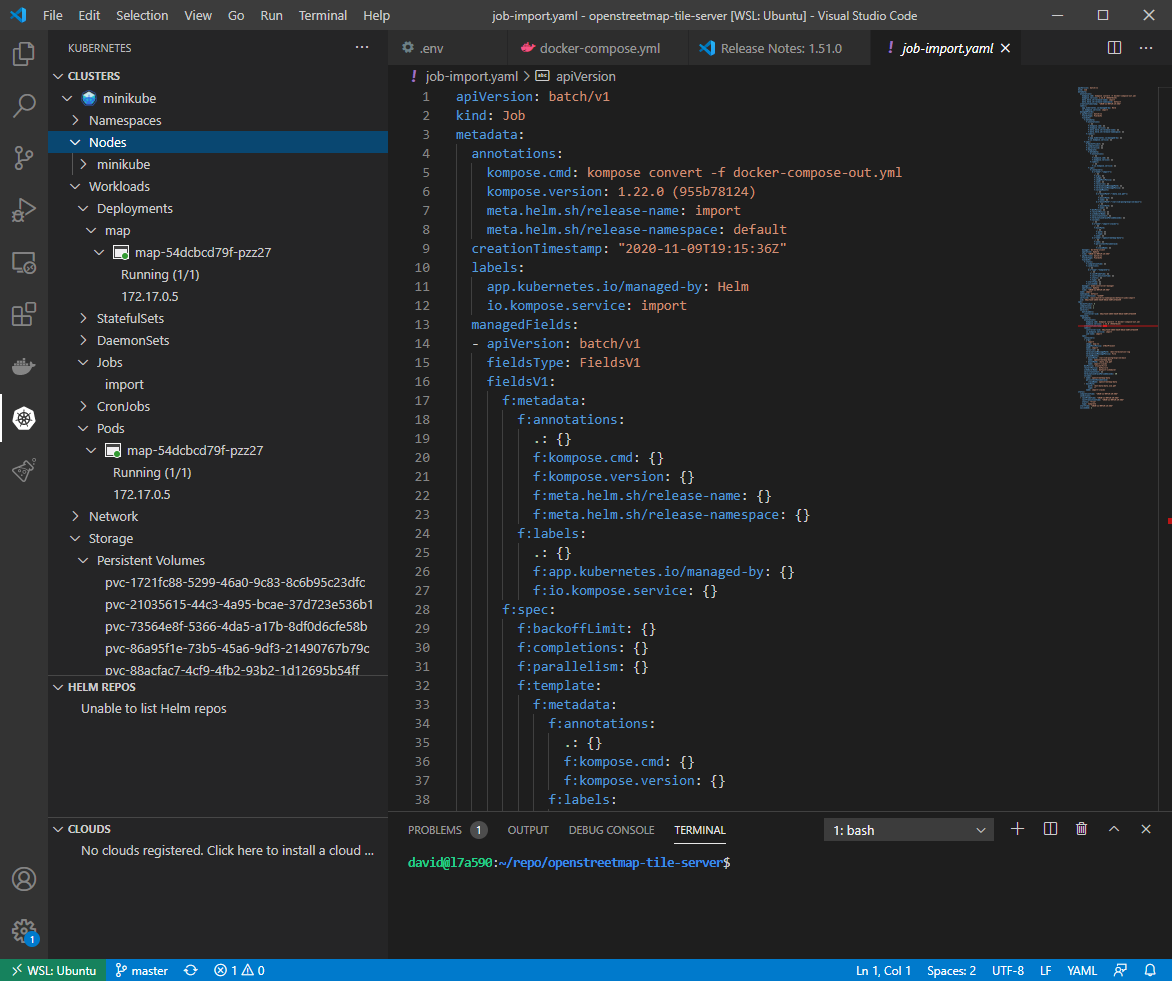 File Edit Selection View Go Run Terminal Help job-import.yaml - openstreetmap-tile-server [WSL: Ubuntu] - Visual Studio Code
KUBERNETES
CLUSTERS
minikube
Namespaces
Nodes
minikube
Workloads
Deployments
map
map-54dcbcd79f-pzz27
Running (1/1)
172.17.0.5
StatefulSets
DaemonSets
Jobs
import
CronJobs
Pods
map-54dcbcd79f-pzz27
Running (1/1)
172.17.0.5
Network
Storage
Persistent Volumes
pvc-1721fc88-5299-46a0-9c83-8c6b95c23dfc
pvc-21035615-44c3-4a95-bcae-37d723e536b1
pvc-73564e8f-5366-4da5-a17b-8df0d6cfe58b
pvc-86a95f1e-73b5-45a6-9df3-21490767b79c
pvc-88acfac7-4cf9-4fb2-93b2-1d12695b54ff
HELM REPOS
Unable to list Helm repos
CLOUDS
No clouds registered. Click here to install a cloud ...
1
.env docker-compose.yml Release Notes: 1.51.0 ! job-import.yaml
! job-import.yaml > abc apiVersion
1 apiVersion: batch/v1
2 kind: Job
3 metadata:
4 annotations:
5 kompose.cmd: kompose convert -f docker-compose-out.yml
6 kompose.version: 1.22.0 (955b78124)
7 meta.helm.sh/release-name: import
8 meta.helm.sh/release-namespace: default
9 creationTimestamp: "2020-11-09T19:15:36Z"
10 labels:
11 app.kubernetes.io/managed-by: Helm
12 io.kompose.service: import
13 managedFields:
14 - apiVersion: batch/v1
15 fieldsType: FieldsV1
16 fieldsV1:
17 f:metadata:
18 f:annotations:
19 .: {}
20 f:kompose.cmd: {}
21 f:kompose.version: {}
22 f:meta.helm.sh/release-name: {}
23 f:meta.helm.sh/release-namespace: {}
24 f:labels:
25 .: {}
26 f:app.kubernetes.io/managed-by: {}
27 f:io.kompose.service: {}
28 f:spec:
29 f:backoffLimit: {}
30 f:completions: {}
31 f:parallelism: {}
32 f:template:
33 f:metadata:
34 f:annotations:
35 .: {}
36 f:kompose.cmd: {}
37 f:kompose.version: {}
38 f:labels:
PROBLEMS 1 OUTPUT DEBUG CONSOLE TERMINAL 1: bash
david@l7a590:~/repo/openstreetmap-tile-server$
WSL: Ubuntu master 1 0 Ln 1, Col 1 Spaces: 2 UTF-8 LF YAML